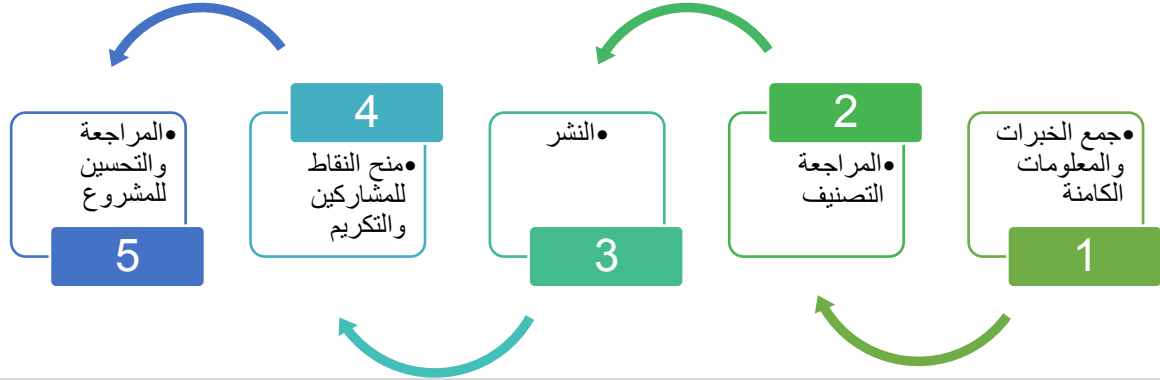 •جمع الخبرات
والمعلومات
الكامنة
1
2
•المراجعة
التصنيف
•النشر
3
4
•منح النقاط
للمشاركين
والتكريم
•المراجعة
والتحسين
للمشروع
5